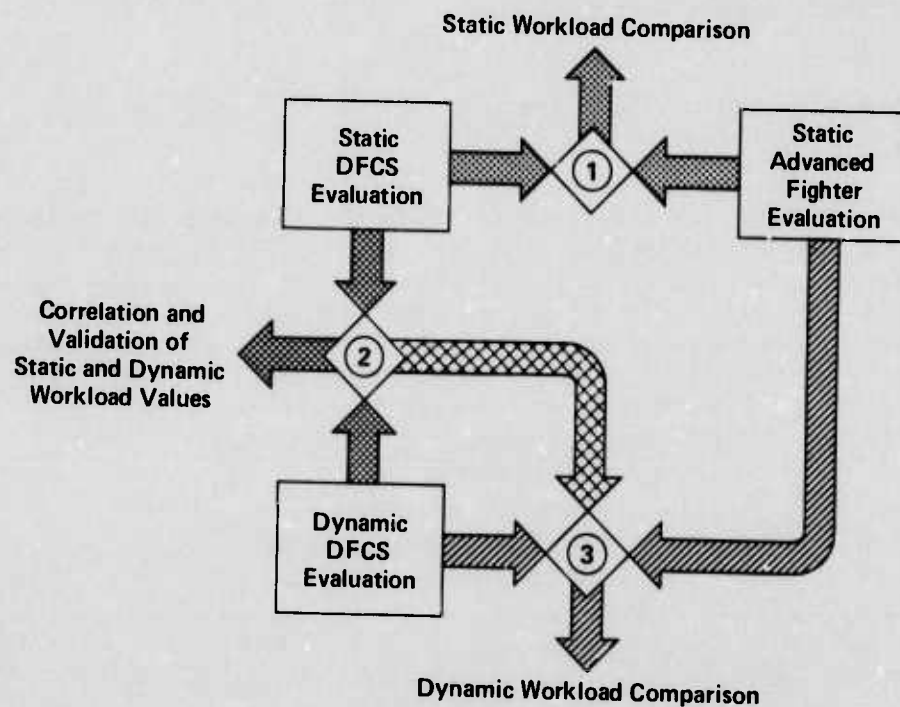 Static Workload Comparison
Static
DFCS
Evaluation
1
Static
Advanced
Fighter
Evaluation
Correlation and
Validation of
Static and Dynamic
Workload Values
2
Dynamic
DFCS
Evaluation
3
Dynamic Workload Comparison